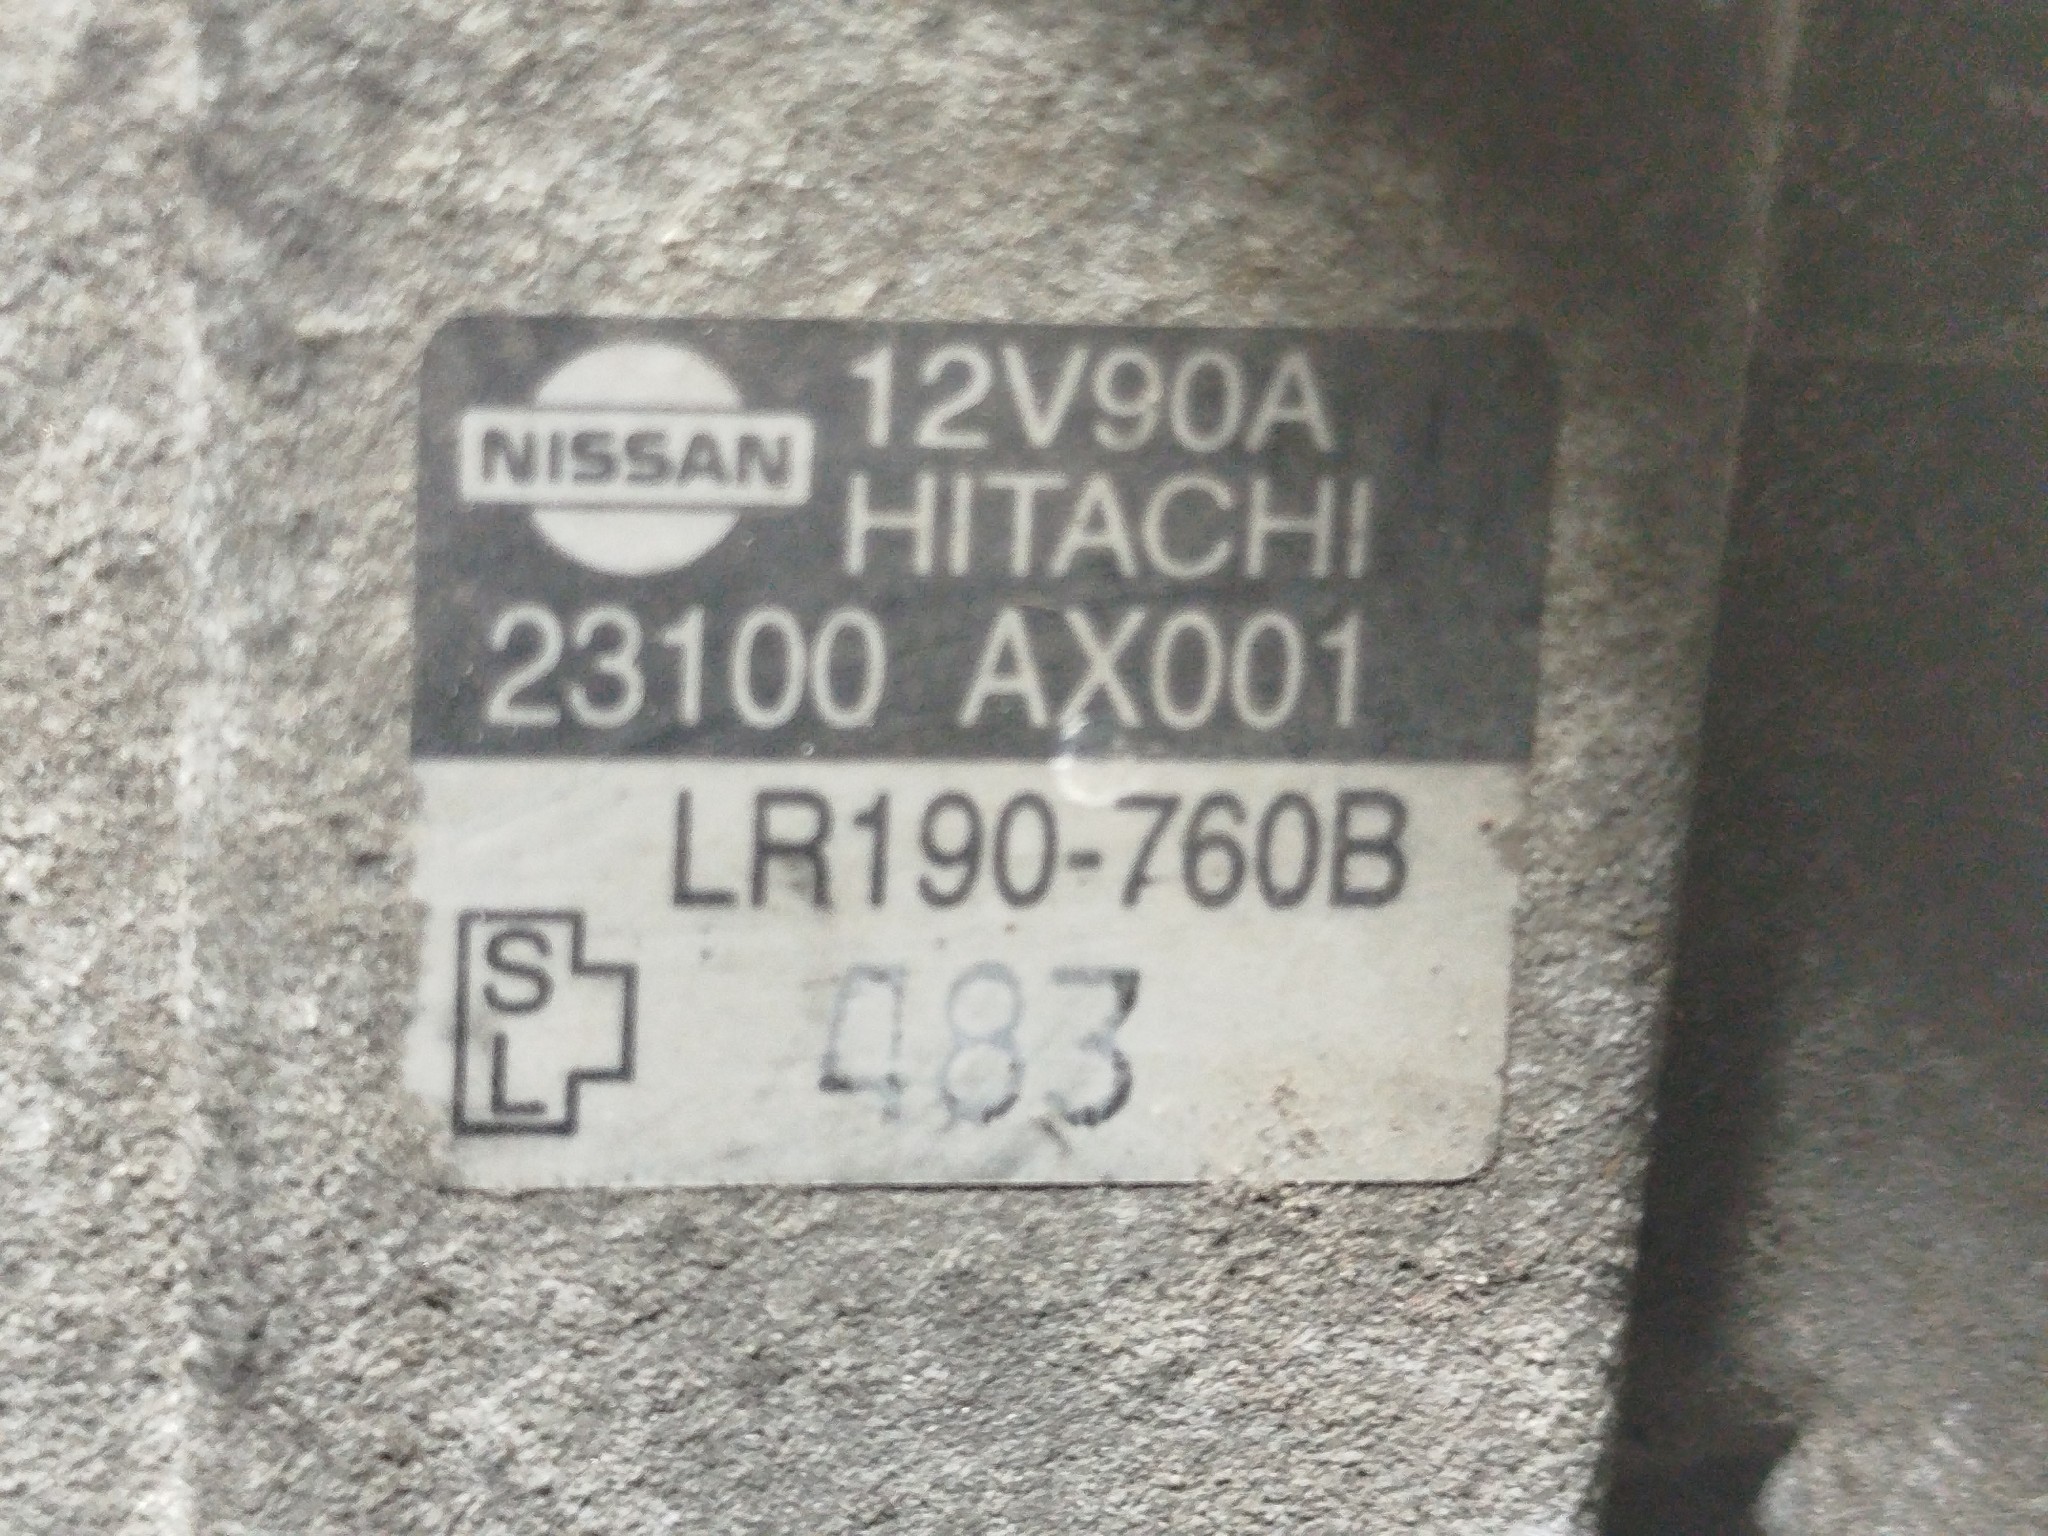 NISSAN 12V90A
HITACHI
23100 AX001
LR190-760B
S
L
483